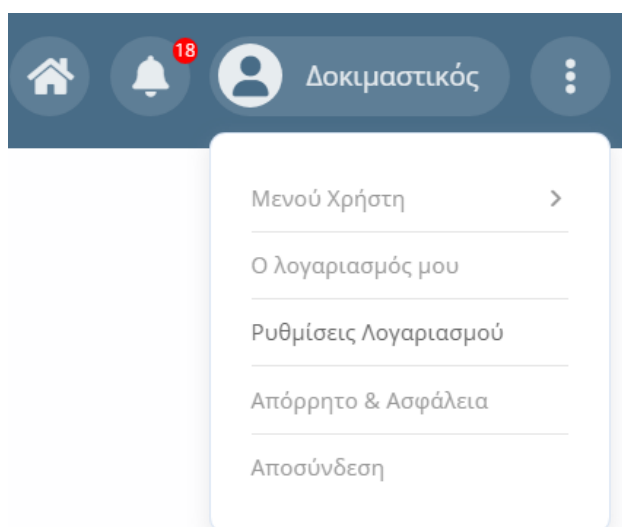 18
Δοκιμαστικός
Μενού Χρήστη
Ο λογαριασμός μου
Ρυθμίσεις Λογαριασμού
Απόρρητο & Ασφάλεια
Αποσύνδεση